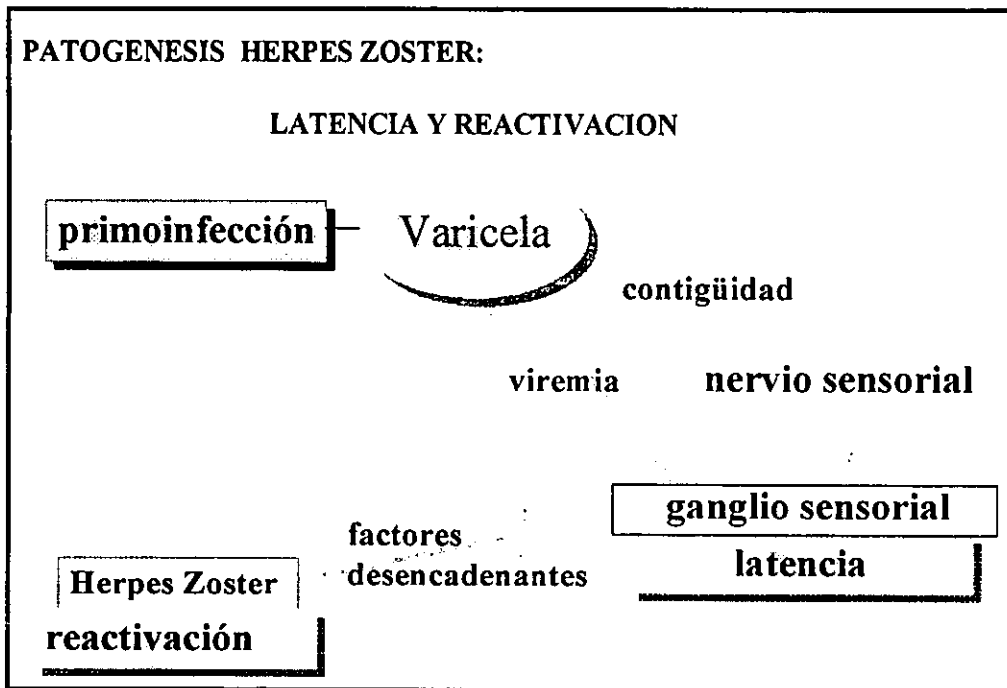 PATOGENESIS HERPES ZOSTER:
LATENCIA Y REACTIVACION
primoinfección
Varicela
contigüidad
viremia
nervio sensorial
ganglio sensorial
latencia
factores
desencadenantes
Herpes Zoster
reactivación